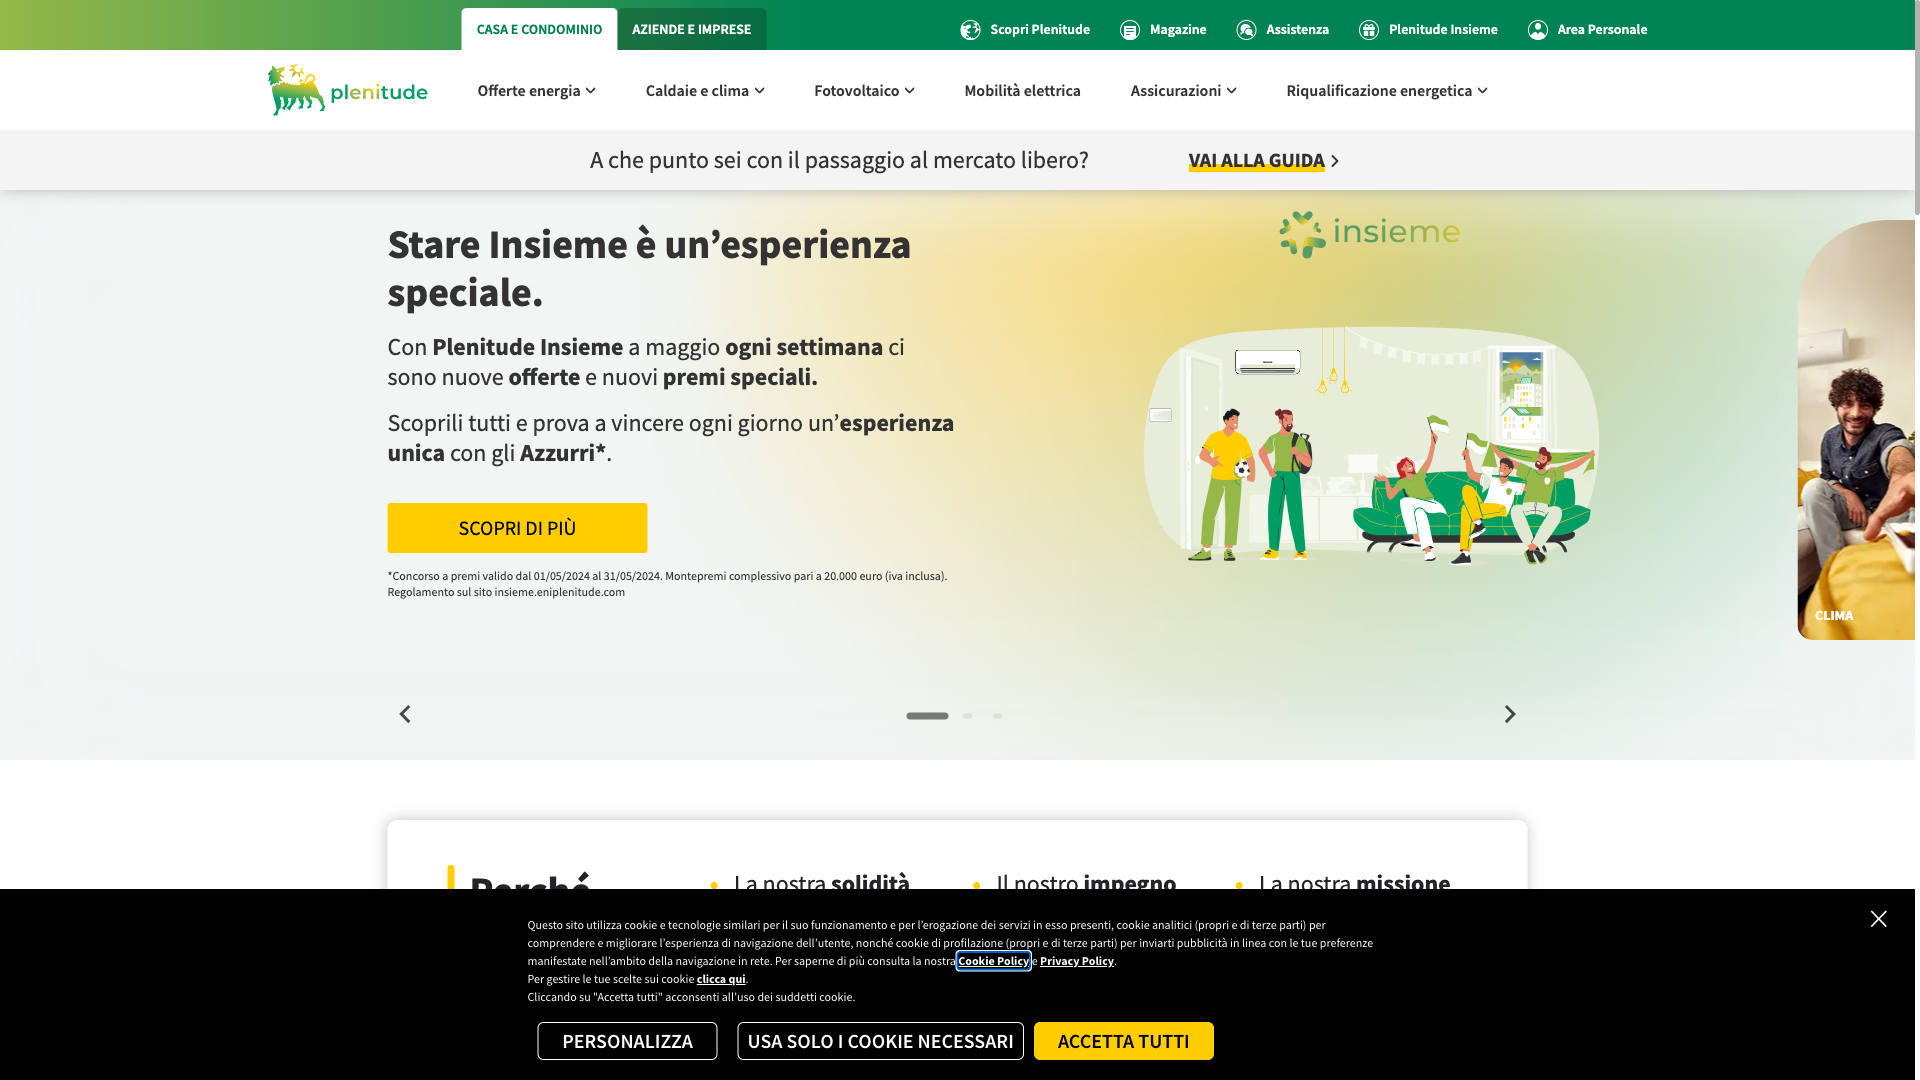 CASA E CONDOMINIO
AZIENDE E IMPRESE
Scopri Plenitude
Magazine
Assistenza
Plenitude Insieme
Area Personale
plenitude
Offerte energia
Caldaie e clima
Fotovoltaico
Mobilità elettrica
Assicurazioni
Riqualificazione energetica
A che punto sei con il passaggio al mercato libero?
VAI ALLA GUIDA
Stare Insieme è un’esperienza
speciale.
Con Plenitude Insieme a maggio ogni settimana ci
sono nuove offerte e nuovi premi speciali.
Scoprili tutti e prova a vincere ogni giorno un’esperienza
unica con gli Azzurri*.
SCOPRI DI PIÙ
*Concorso a premi valido dal 01/05/2024 al 31/05/2024. Montepremi complessivo pari a 20.000 euro (iva inclusa).
Regolamento sul sito insieme.eniplenitude.com
insieme
CLIMA
Perché
La nostra solidità
Il nostro impegno
La nostra missione
Questo sito utilizza cookie e tecnologie similari per il suo funzionamento e per l’erogazione dei servizi in esso presenti, cookie analitici (propri e di terze parti) per
comprendere e migliorare l’esperienza di navigazione dell’utente, nonché cookie di profilazione (propri e di terze parti) per inviarti pubblicità in linea con le tue preferenze
manifestate nell’ambito della navigazione in rete. Per saperne di più consulta la nostra Cookie Policy e Privacy Policy.
Per gestire le tue scelte sui cookie clicca qui.
Cliccando su "Accetta tutti" acconsenti all’uso dei suddetti cookie.
PERSONALIZZA
USA SOLO I COOKIE NECESSARI
ACCETTA TUTTI